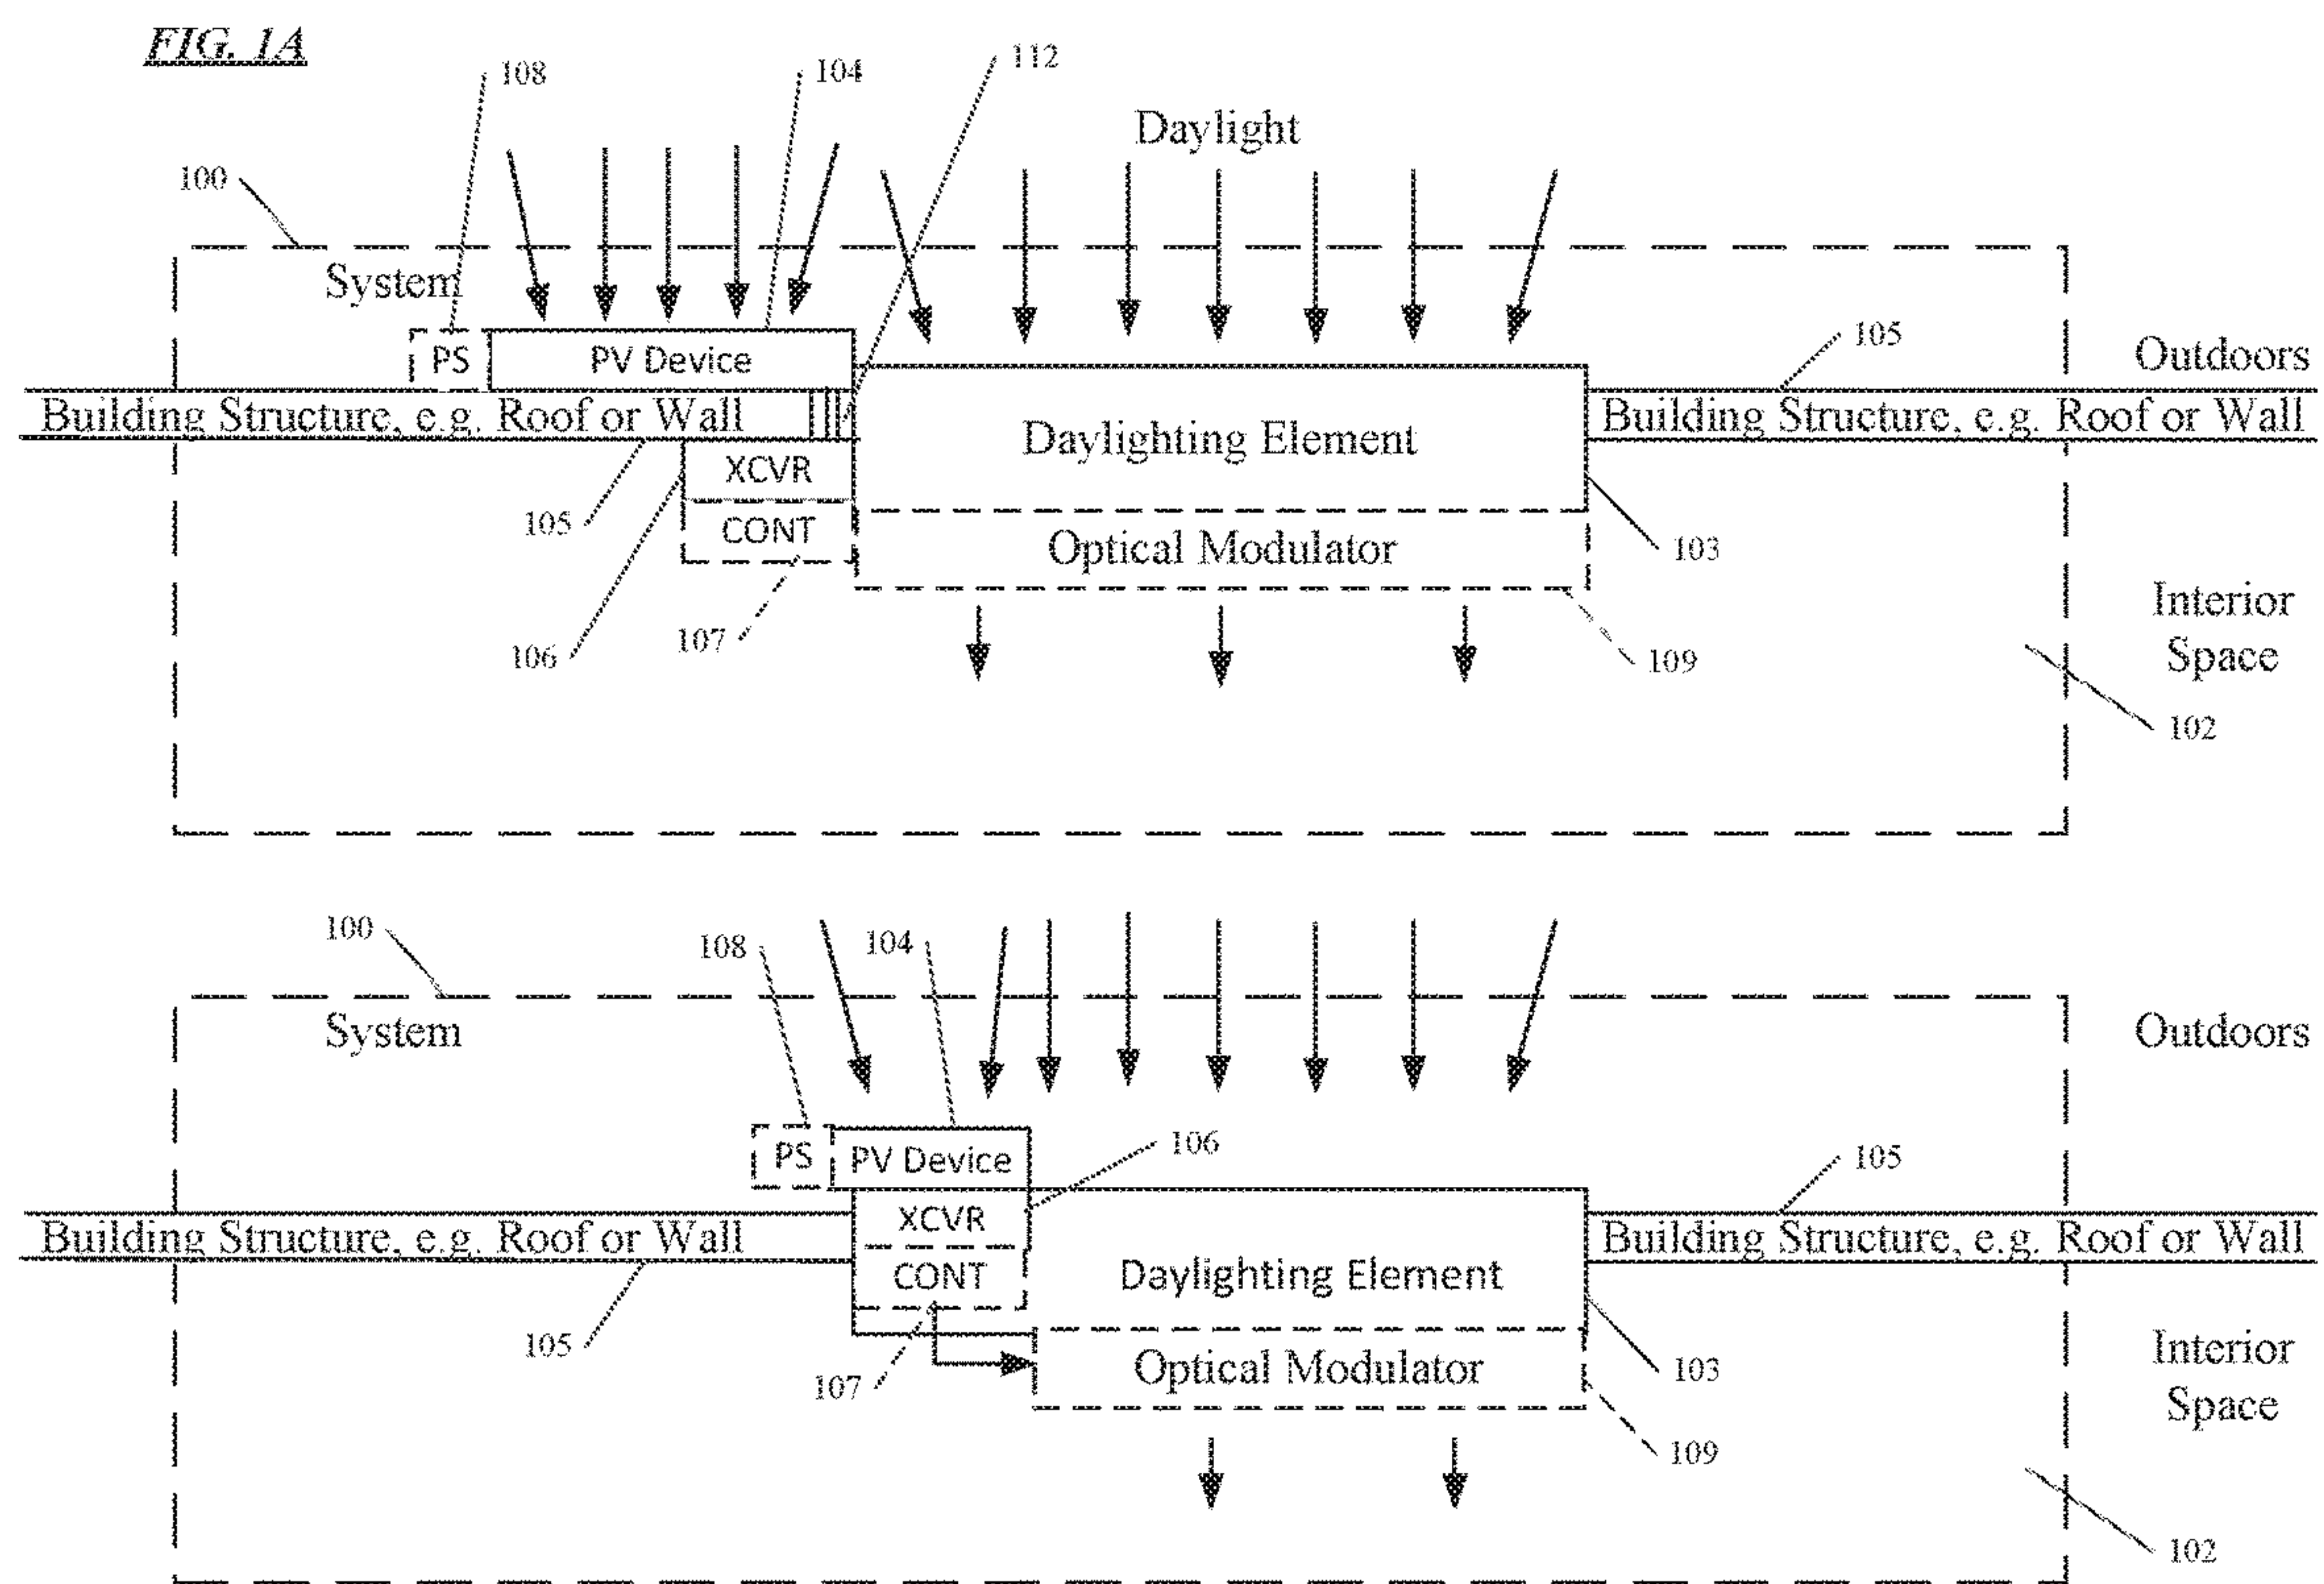 FIG. 1A
108
104
112
Daylight
100
System
105
PS
PV Device
Outdoors
Building Structure, e.g. Roof or Wall
Daylighting Element
Building Structure, e.g. Roof or Wall
XCVR
105
CONT
Optical Modulator
103
Interior
Space
106
107
109
102
100
108
104
System
Outdoors
106
105
PS
PV Device
XCVR
Building Structure, e.g. Roof or Wall
Building Structure, e.g. Roof or Wall
CONT
Daylighting Element
105
Optical Modulator
107
103
Interior
Space
109
102